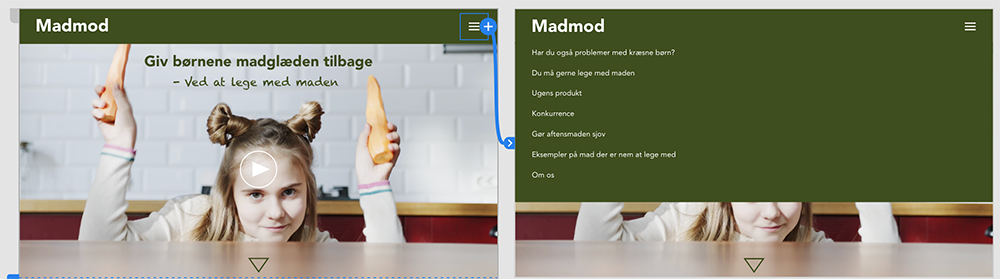 Madmod
Giv børnene madglæden tilbage
- Ved at lege med maden
Madmod
Har du også problemer med kræsne børn?
Du må gerne lege med maden
Ugens produkt
Konkurrence
Gør aftensmaden sjov
Eksempler på mad der er nem at lege med
Om os